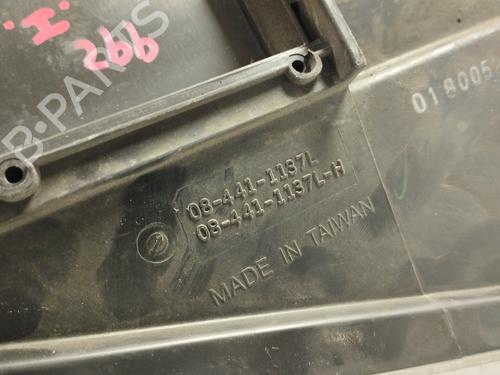 I
266
B-PARTS
018005
08-441-1137L
08-441-1137L-H
MADE IN TAIWAN